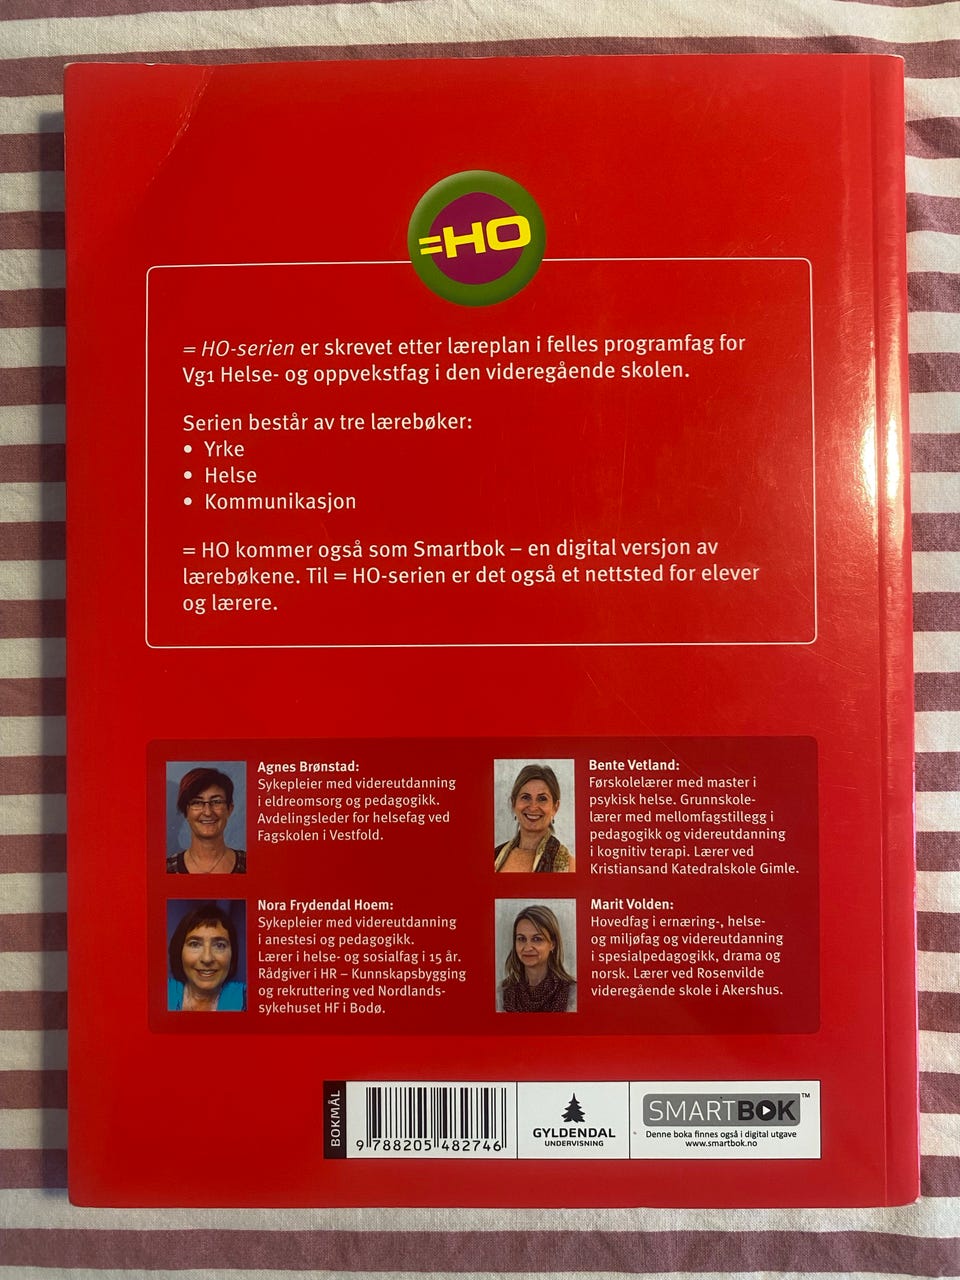 =HO
= HO-serien er skrevet etter læreplan i felles programfag for
Vg1 Helse- og oppvekstfag i den videregående skolen.
Serien består av tre lærebøker:
• Yrke
• Helse
• Kommunikasjon
= HO kommer også som Smartbok – en digital versjon av
lærebøkene. Til = HO-serien er det også et nettsted for elever
og lærere.
Agnes Brønstad:
Sykepleier med videreutdanning
i eldreomsorg og pedagogikk.
Avdelingsleder for helsefag ved
Fagskolen i Vestfold.
Bente Vetland:
Førskolelærer med master i
psykisk helse. Grunnskole-
lærer med mellomfagstillegg i
pedagogikk og videreutdanning
i kognitiv terapi. Lærer ved
Kristiansand Katedralskole Gimle.
Nora Frydendal Hoem:
Sykepleier med videreutdanning
i anestesi og pedagogikk.
Lærer i helse- og sosialfag i 15 år.
Rådgiver i HR – Kunnskapsbygging
og rekruttering ved Nordlands-
sykehuset HF i Bodø.
Marit Volden:
Hovedfag i ernæring-, helse-
og miljøfag og videreutdanning
i spesialpedagogikk, drama og
norsk. Lærer ved Rosenvilde
videregående skole i Akershus.
BOKMÅL
9 788205 482746
GYLDENDAL
UNDERVISNING
SMARTBOK™
Denne boka finnes også i digital utgave
www.smartbok.no